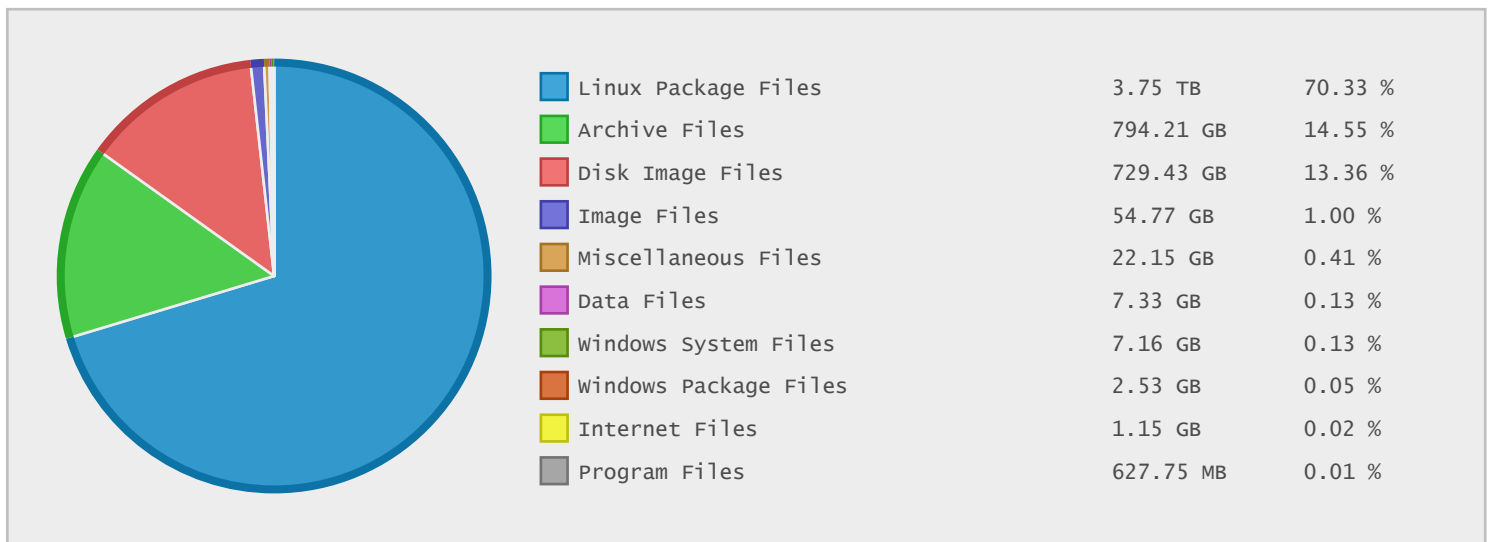 Linux Package Files 3.75 TB 70.33 %
Archive Files 794.21 GB 14.55 %
Disk Image Files 729.43 GB 13.36 %
Image Files 54.77 GB 1.00 %
Miscellaneous Files 22.15 GB 0.41 %
Data Files 7.33 GB 0.13 %
Windows System Files 7.16 GB 0.13 %
Windows Package Files 2.53 GB 0.05 %
Internet Files 1.15 GB 0.02 %
Program Files 627.75 MB 0.01 %